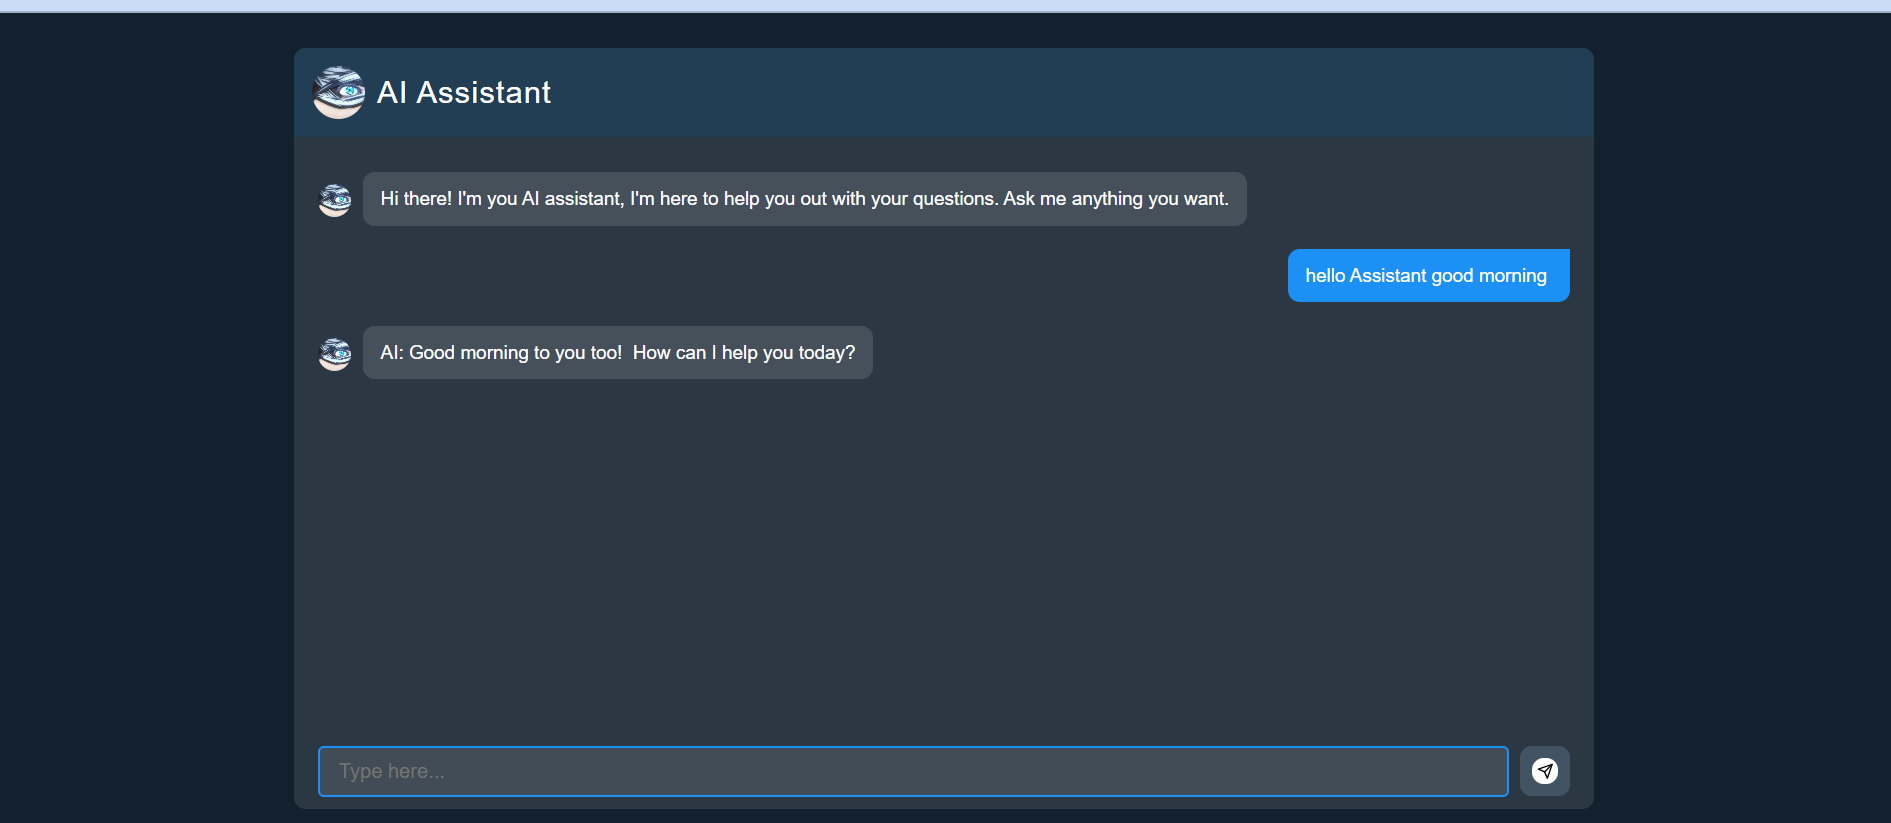 AI Assistant
Hi there! I'm you AI assistant, I'm here to help you out with your questions. Ask me anything you want.
hello Assistant good morning
AI: Good morning to you too!  How can I help you today?
Type here...